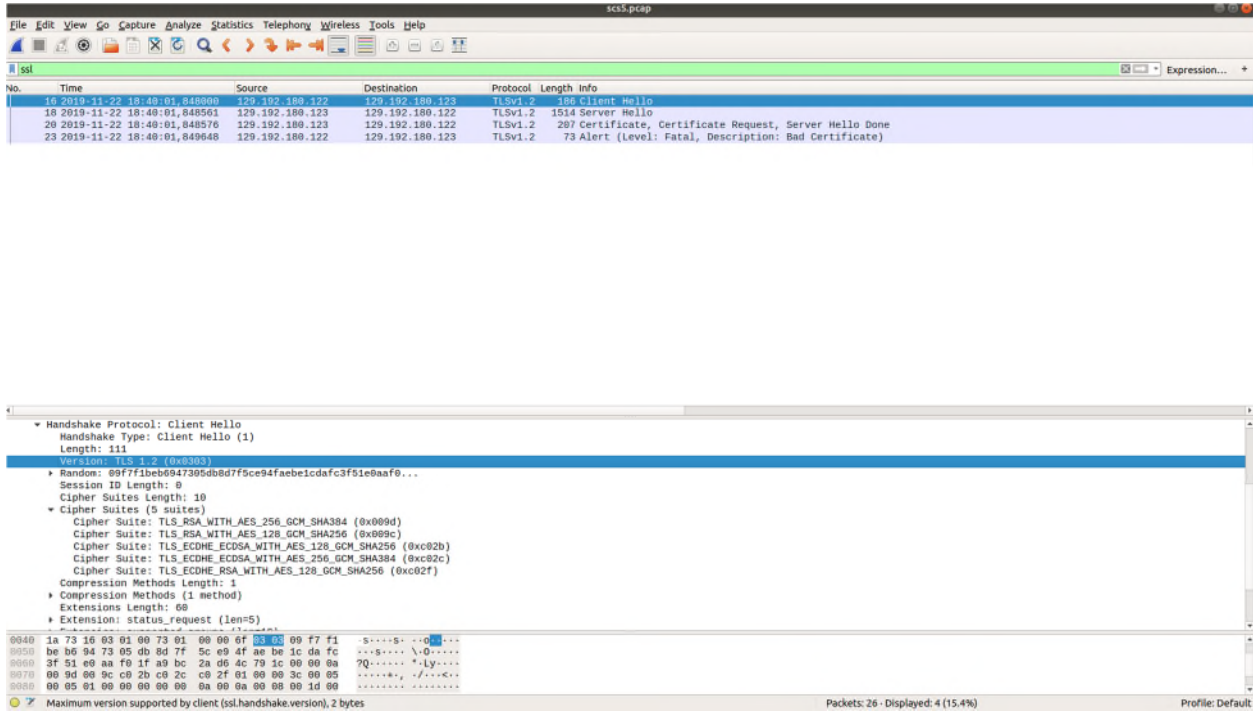 scs5.pcap
File Edit View Go Capture Analyze Statistics Telephony Wireless Tools Help
ssl Expression... +
No. Time Source Destination Protocol Length Info
16 2019-11-22 18:40:01,848000 129.192.180.122 129.192.180.123 TLSv1.2 186 Client Hello
18 2019-11-22 18:40:01,848561 129.192.180.123 129.192.180.122 TLSv1.2 1514 Server Hello
20 2019-11-22 18:40:01,848576 129.192.180.123 129.192.180.122 TLSv1.2 207 Certificate, Certificate Request, Server Hello Done
23 2019-11-22 18:40:01,849648 129.192.180.122 129.192.180.123 TLSv1.2 73 Alert (Level: Fatal, Description: Bad Certificate)
Handshake Protocol: Client Hello
Handshake Type: Client Hello (1)
Length: 111
Version: TLS 1.2 (0x0303)
Random: 09f7f1beb6947305db8d7f5ce94faebe1cdafc3f51e0aaf0...
Session ID Length: 0
Cipher Suites Length: 10
Cipher Suites (5 suites)
Cipher Suite: TLS_RSA_WITH_AES_256_GCM_SHA384 (0x009d)
Cipher Suite: TLS_RSA_WITH_AES_128_GCM_SHA256 (0x009c)
Cipher Suite: TLS_ECDHE_ECDSA_WITH_AES_128_GCM_SHA256 (0xc02b)
Cipher Suite: TLS_ECDHE_ECDSA_WITH_AES_256_GCM_SHA384 (0xc02c)
Cipher Suite: TLS_ECDHE_RSA_WITH_AES_128_GCM_SHA256 (0xc02f)
Compression Methods Length: 1
Compression Methods (1 method)
Extensions Length: 60
Extension: status_request (len=5)
0040 1a 73 16 03 01 00 73 01 00 00 6f 03 03 09 f7 f1 ·s····s· ··o·····
0050 be b6 94 73 05 db 8d 7f 5c e9 4f ae be 1c da fc ···s···· \·O·····
0060 3f 51 e0 aa f0 1f a9 bc 2a d6 4c 79 1c 00 00 0a ?Q······ *·Ly····
0070 00 9d 00 9c c0 2b c0 2c c0 2f 01 00 00 3c 00 05 ·····+·, ·/···<··
0080 00 05 01 00 00 00 00 00 0a 00 0a 00 08 00 1d 00 ········ ········
Maximum version supported by client (ssl.handshake.version), 2 bytes Packets: 26 · Displayed: 4 (15.4%) Profile: Default